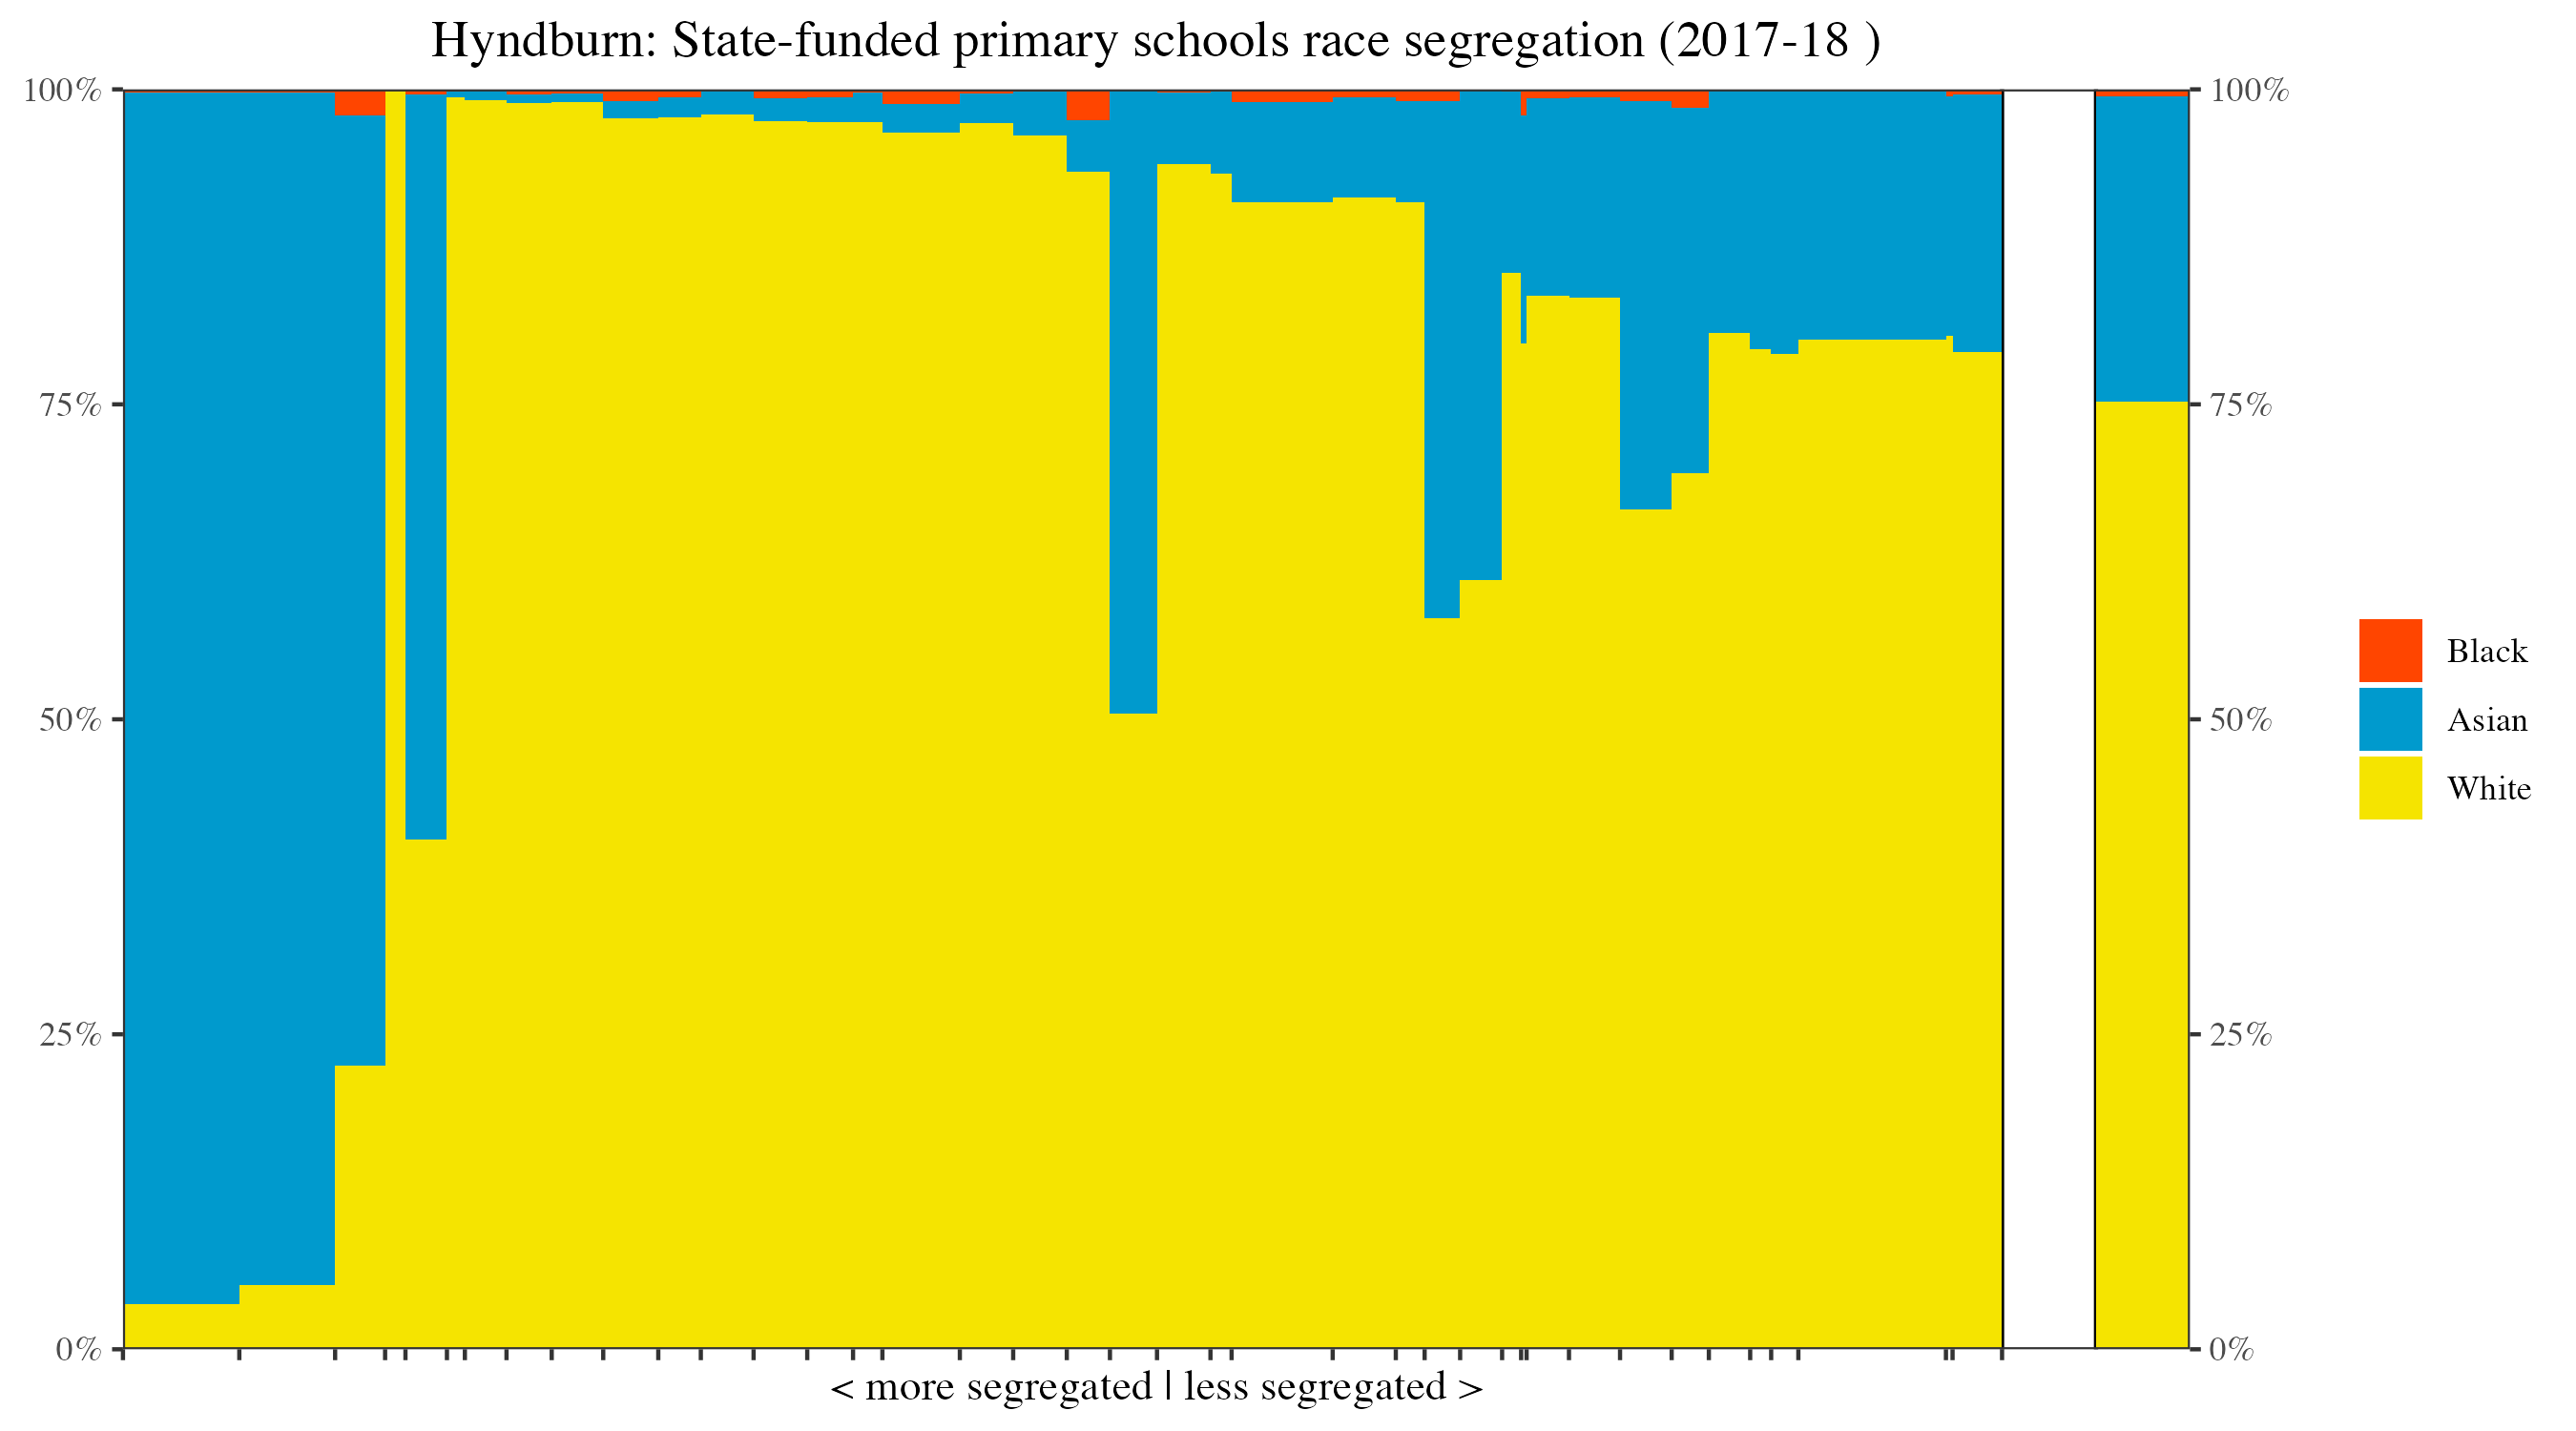 Hyndburn: State-funded primary schools race segregation (2017-18 )
100%
75%
50%
25%
0%
100%
75%
50%
25%
0%
Black
Asian
White
< more segregated | less segregated >